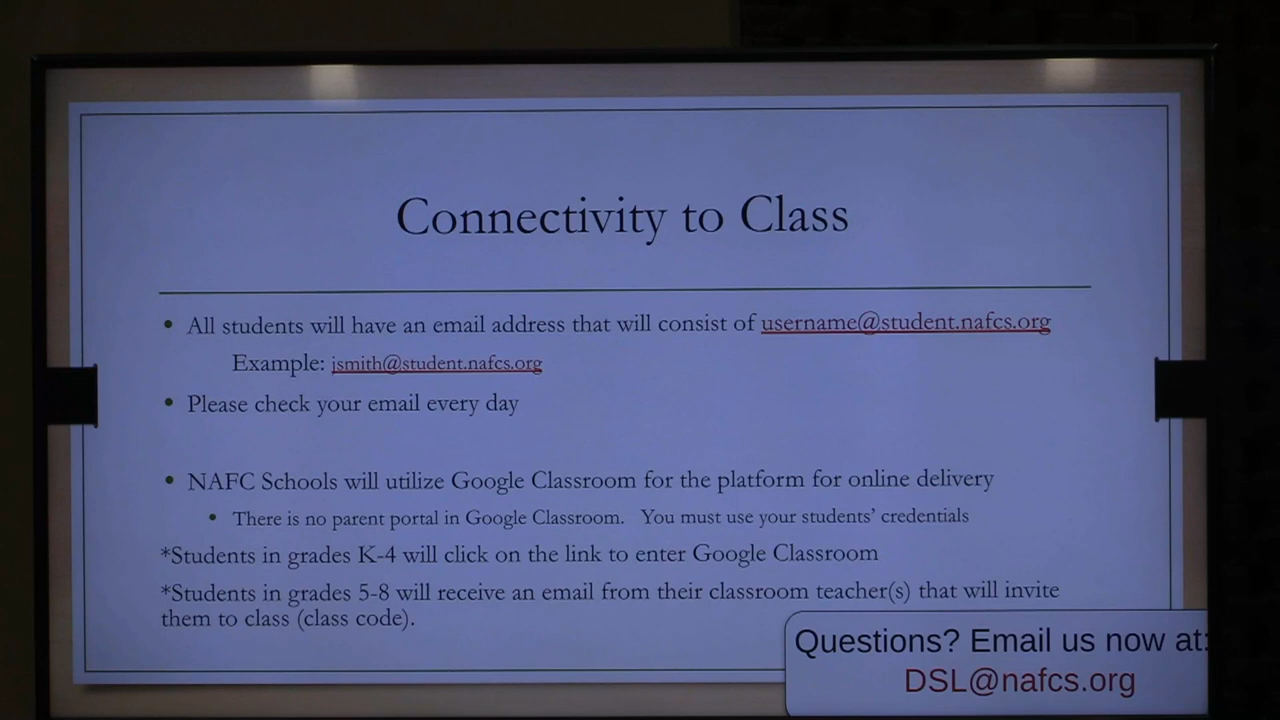 Connectivity to Class
• All students will have an email address that will consist of username@student.nafcs.org
Example: jsmith@student.nafcs.org
• Please check your email every day
• NAFC Schools will utilize Google Classroom for the platform for online delivery
• There is no parent portal in Google Classroom. You must use your students’ credentials
*Students in grades K-4 will click on the link to enter Google Classroom
*Students in grades 5-8 will receive an email from their classroom teacher(s) that will invite
them to class (class code).
Questions? Email us now at:
DSL@nafcs.org